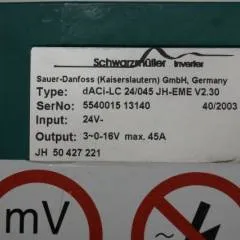 Schwarzmüller Inverter
Sauer-Danfoss (Kaiserslautern) GmbH, Germany
Type: dACi-LC 24/045 JH-EME V2.30
SerNo: 5540015 13140 40/2003
Input: 24V-
Output: 3~0-16V max. 45A
JH 50 427 221
mV